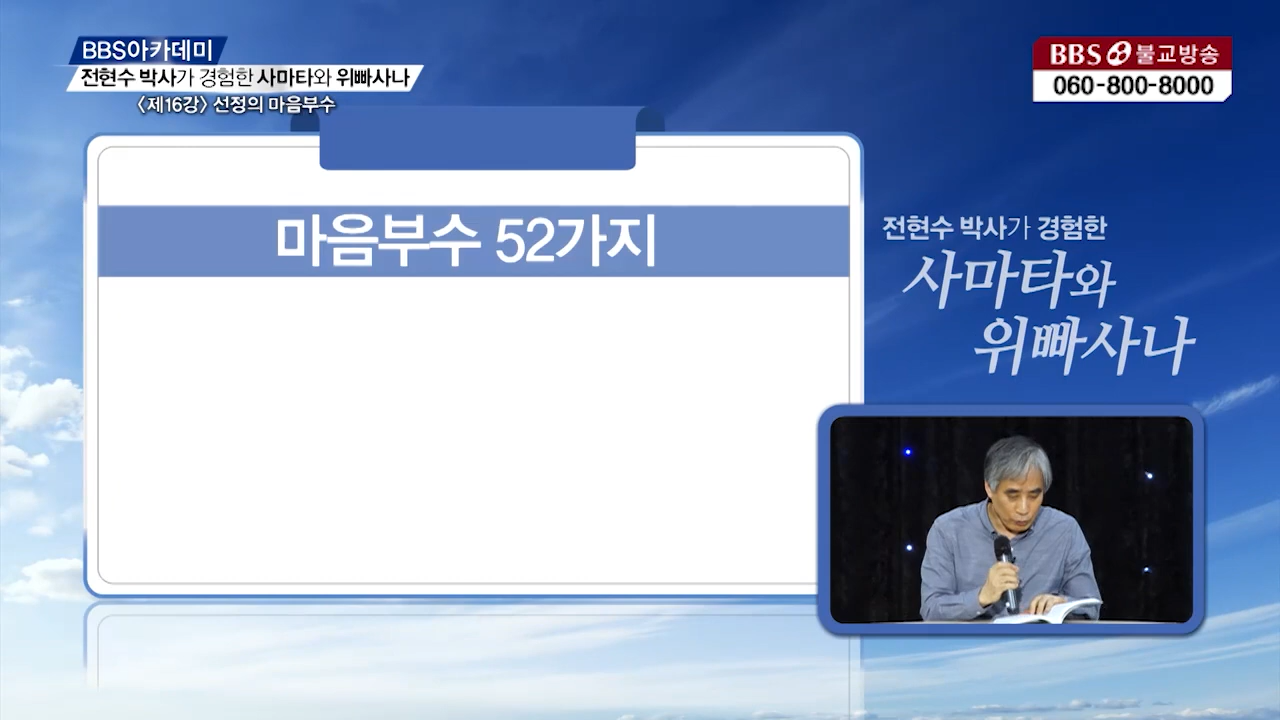 BBS아카데미
전현수 박사가 경험한 사마타와 위빠사나
〈제16강〉 선정의 마음부수
BBS 불교방송
060-800-8000
마음부수 52가지
전현수 박사가 경험한
사마타와
위빠사나